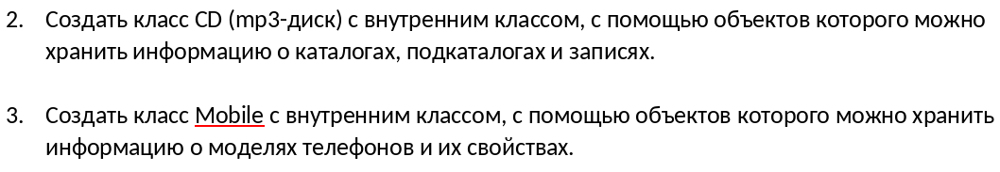 2. Создать класс CD (mp3-диск) с внутренним классом, с помощью объектов которого можно
хранить информацию о каталогах, подкаталогах и записях.
3. Создать класс Mobile с внутренним классом, с помощью объектов которого можно хранить
информацию о моделях телефонов и их свойствах.